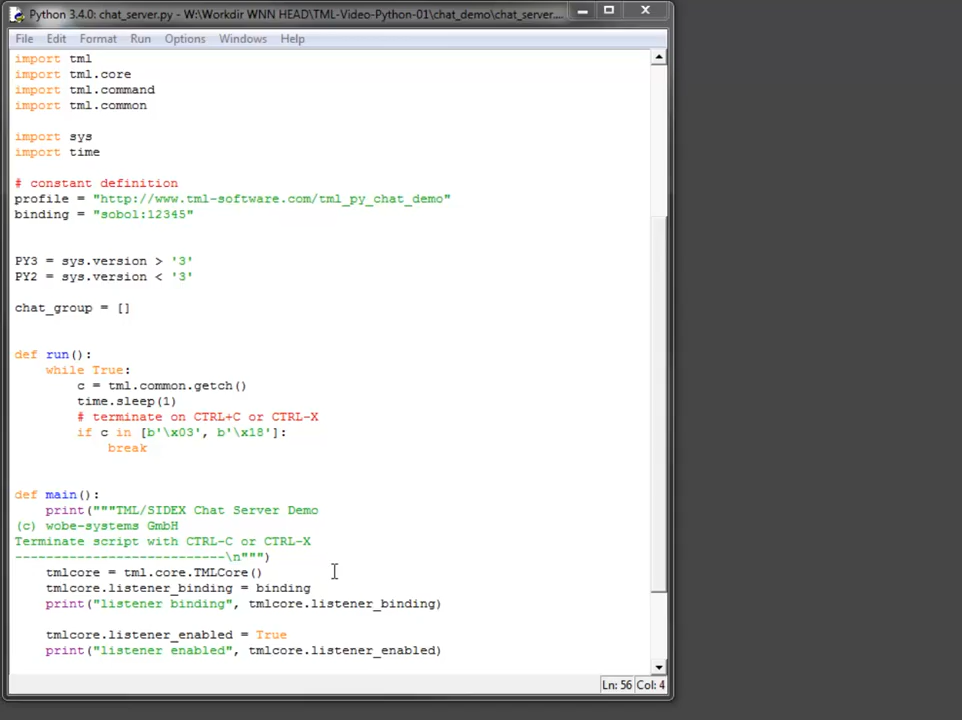 Python 3.4.0: chat_server.py - W:\Workdir WNN HEAD\TML-Video-Python-01\chat_demo\chat_server....
File Edit Format Run Options Windows Help
import tml
import tml.core
import tml.command
import tml.common
import sys
import time
# constant definition
profile = "http://www.tml-software.com/tml_py_chat_demo"
binding = "sobol:12345"
PY3 = sys.version > '3'
PY2 = sys.version < '3'
chat_group = []
def run():
while True:
c = tml.common.getch()
time.sleep(1)
# terminate on CTRL+C or CTRL-X
if c in [b'\x03', b'\x18']:
break
def main():
print("""TML/SIDEX Chat Server Demo
(c) wobe-systems GmbH
Terminate script with CTRL-C or CTRL-X
---------------------------\n""")
tmlcore = tml.core.TMLCore()
tmlcore.listener_binding = binding
print("listener binding", tmlcore.listener_binding)
tmlcore.listener_enabled = True
print("listener enabled", tmlcore.listener_enabled)
Ln: 56 Col: 4